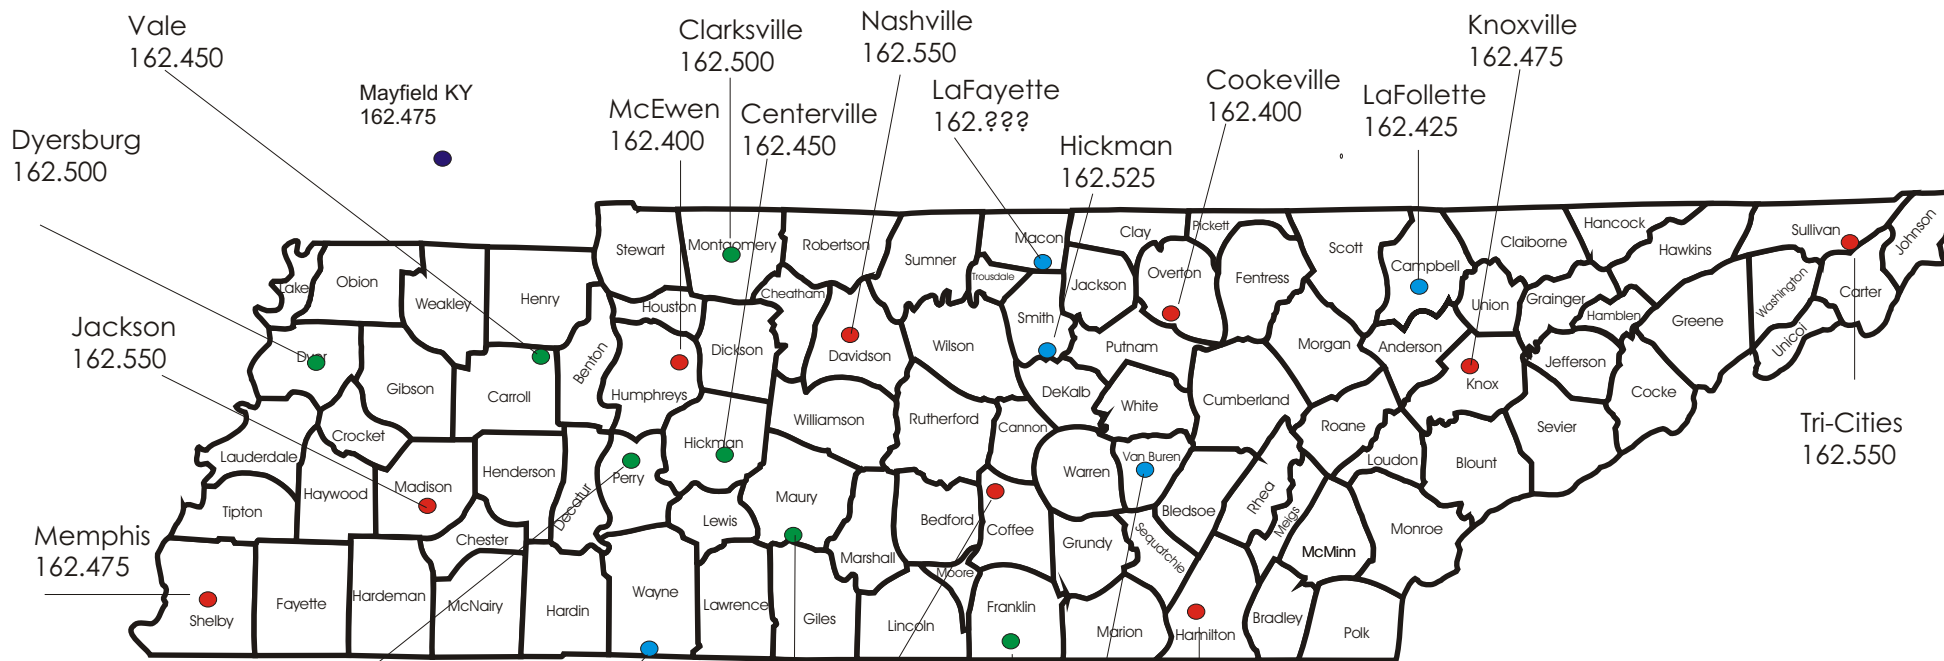 Vale
162.450
Clarksville
162.500
Nashville
162.550
Knoxville
162.475
Mayfield KY
162.475
McEwen
162.400
Centerville
162.450
LaFayette
162.???
Cookeville
162.400
LaFollette
162.425
Dyersburg
162.500
Hickman
162.525
Jackson
162.550
Memphis
162.475
Tri-Cities
162.550
Lake
Obion
Weakley
Henry
Stewart
Montgomery
Robertson
Sumner
Macon
Trousdale
Clay
Pickett
Jackson
Overton
Fentress
Scott
Campbell
Claiborne
Hancock
Hawkins
Sullivan
Johnson
Houston
Cheatham
Smith
Union
Grainger
Hamblen
Greene
Washington
Carter
Unicoi
Dyer
Gibson
Carroll
Benton
Humphreys
Dickson
Davidson
Wilson
Putnam
Morgan
Anderson
Knox
Jefferson
Cocke
Crocket
Lauderdale
Haywood
Madison
Henderson
Decatur
Perry
Hickman
Williamson
Rutherford
Cannon
DeKalb
White
Cumberland
Roane
Loudon
Blount
Sevier
Tipton
Chester
Lewis
Maury
Marshall
Bedford
Coffee
Warren
Van Buren
Bledsoe
Rhea
Meigs
McMinn
Monroe
Shelby
Fayette
Hardeman
McNairy
Hardin
Wayne
Lawrence
Giles
Lincoln
Moore
Franklin
Grundy
Sequatchie
Marion
Hamilton
Bradley
Polk